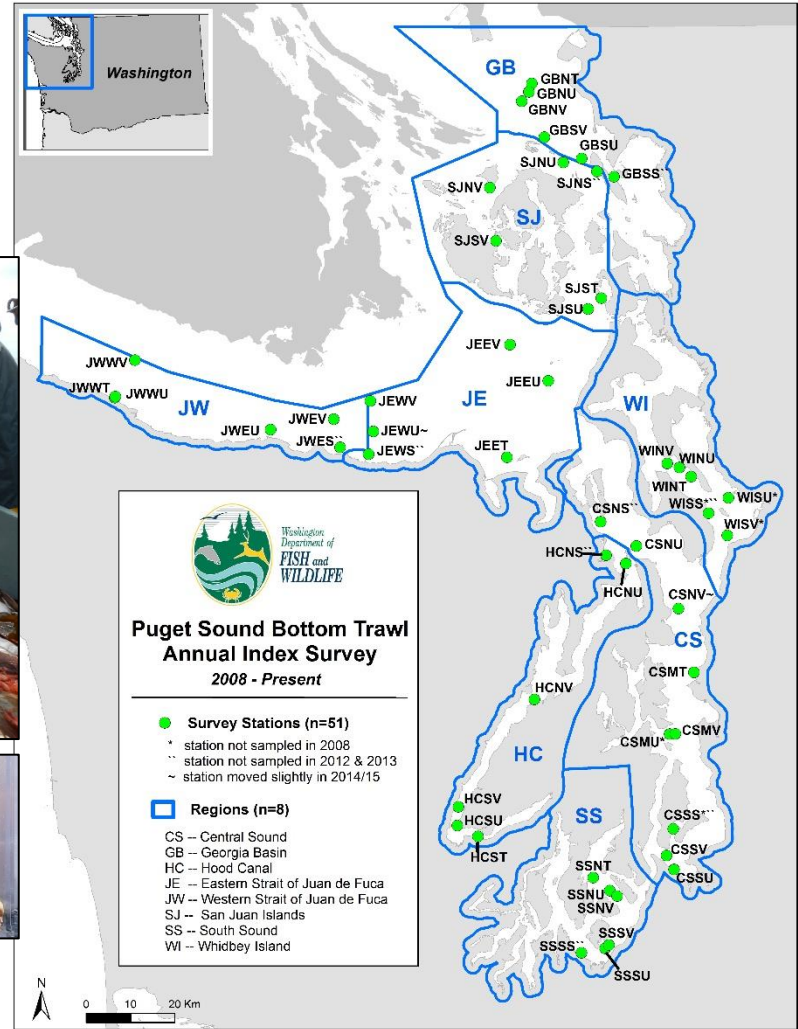 Washington
GB
GBNT
GBNU
GBNV
GBSV
GBSU
SJNU
SJNS``
GBSS``
SJNV
SJ
SJSV
SJST
SJSU
JEEV
JWWV
JEEU
JWWT
JWWU
JW
JEWV
JE
WI
JWEV
JWEU
JEWU~
JWES``
JEWS``
JEET
WINV
WINU
WINT
WISU*
WISS*``
WISV*
CSNS``
CSNU
HCNS``
HCNU
CSNV~
CS
CSMT
HCNV
CSMU*
CSMV
HC
HCSV
HCSU
HCST
SS
CSSS*``
CSSV
CSSU
SSNT
SSNU
SSNV
SSSV
SSSS``
SSSU
Washington
Department of
FISH and
WILDLIFE
Puget Sound Bottom Trawl
Annual Index Survey
2008 - Present
Survey Stations (n=51)
* station not sampled in 2008
`` station not sampled in 2012 & 2013
~ station moved slightly in 2014/15
Regions (n=8)
CS -- Central Sound
GB -- Georgia Basin
HC -- Hood Canal
JE -- Eastern Strait of Juan de Fuca
JW -- Western Strait of Juan de Fuca
SJ -- San Juan Islands
SS -- South Sound
WI -- Whidbey Island
N
0 10 20 Km